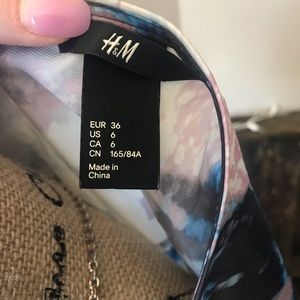 H&M
EUR 36
US 6
CA 6
CN 165/84A
Made in
China